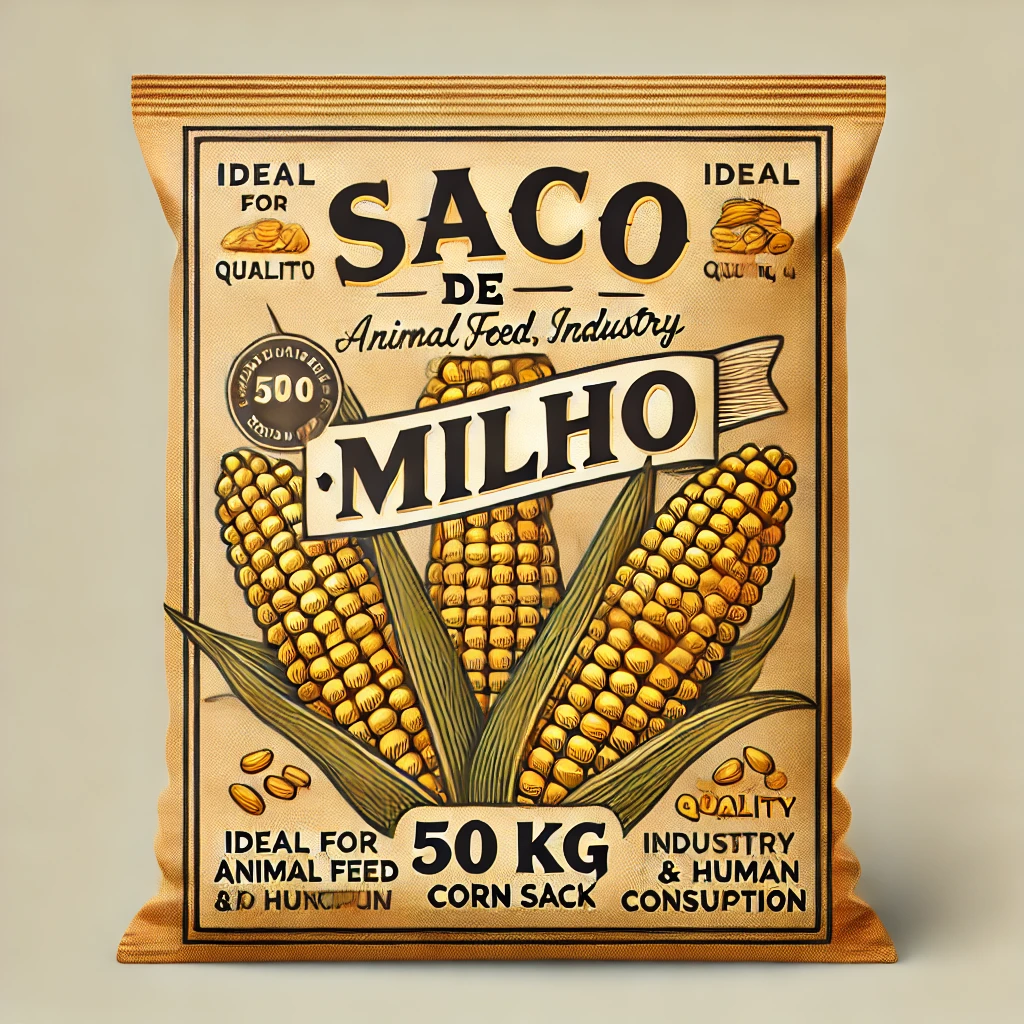 IDEAL
FOR
QUALITO
IDEAL
SACO
DE
Animal Feed, Industry
500
MILHO
QUALITY
IDEAL FOR
ANIMAL FEED
50 KG
CORN SACK
INDUSTTRY
& HUMAN
CONSUPTION